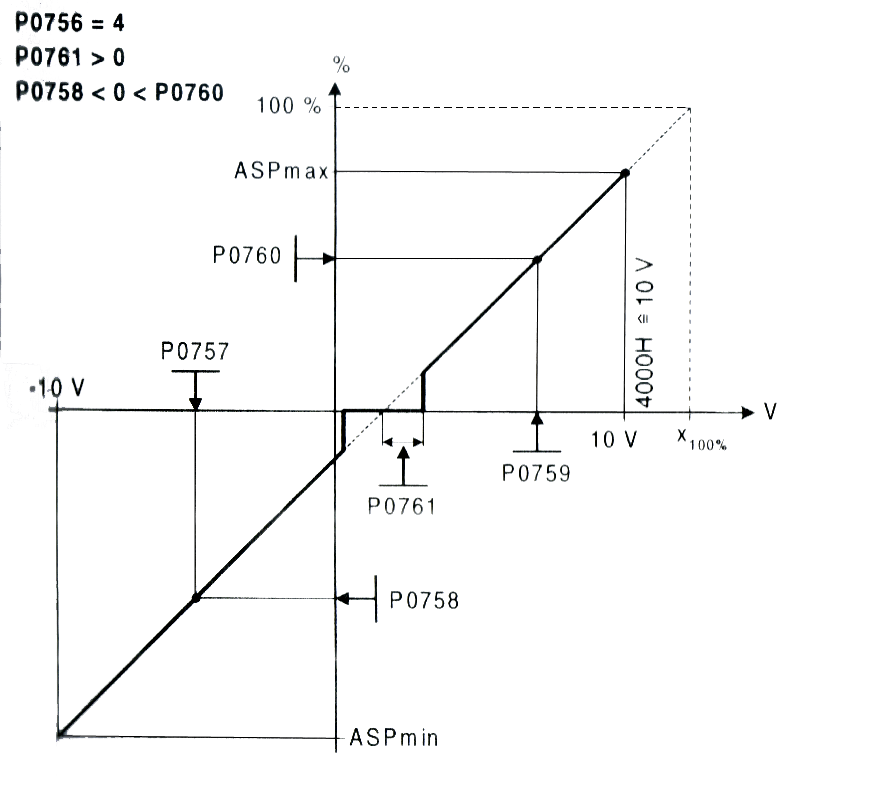 P0756 = 4
P0761 > 0
P0758 < 0 < P0760
%
100 %
ASPmax
P0760
4000H ≙ 10 V
P0757
-10 V
V
10 V
x100%
P0759
P0761
P0758
ASPmin